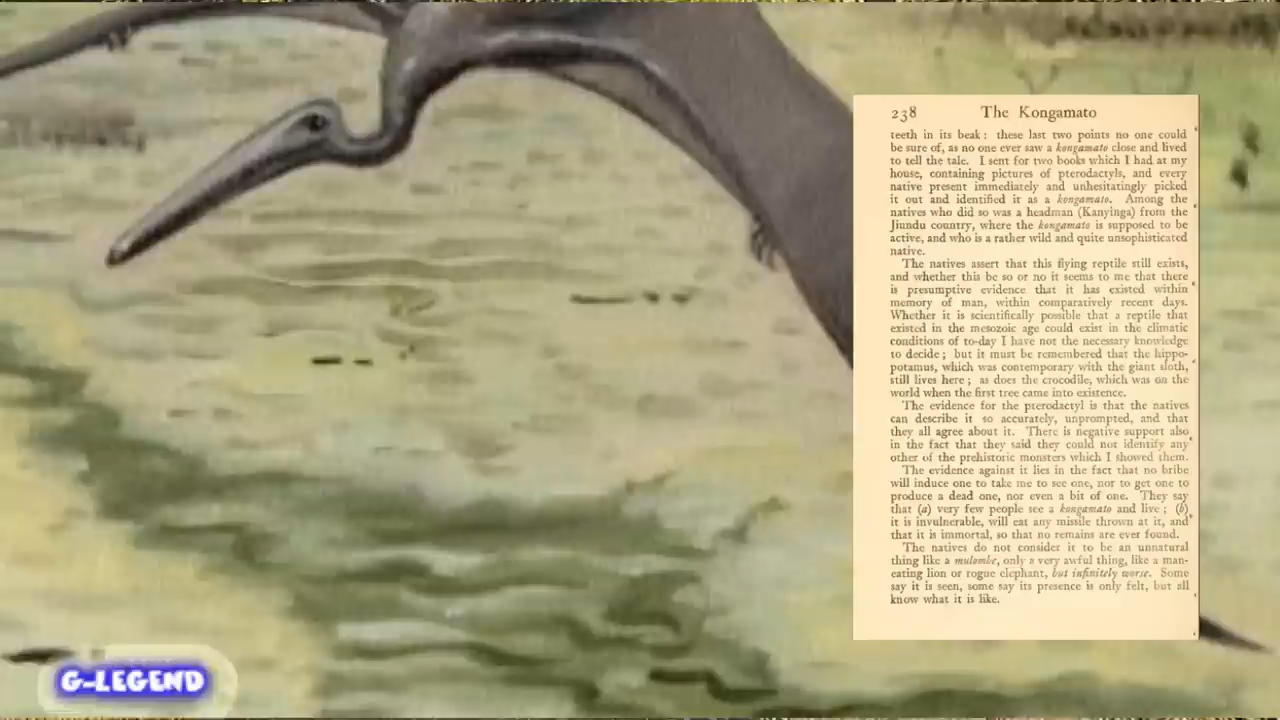 238 The Kongamato
teeth in its beak : these last two points no one could
be sure of, as no one ever saw a kongamato close and lived
to tell the tale. I sent for two books which I had at my
house, containing pictures of pterodactyls, and every
native present immediately and unhesitatingly picked
it out and identified it as a kongamato. Among the
natives who did so was a headman (Kanyinga) from the
Jiundu country, where the kongamato is supposed to be
active, and who is a rather wild and quite unsophisticated
native.
The natives assert that this flying reptile still exists,
and whether this be so or no it seems to me that there
is presumptive evidence that it has existed within
memory of man, within comparatively recent days.
Whether it is scientifically possible that a reptile that
existed in the mesozoic age could exist in the climatic
conditions of to-day I have not the necessary knowledge
to decide ; but it must be remembered that the hippo-
potamus, which was contemporary with the giant sloth,
still lives here ; as does the crocodile, which was on the
world when the first tree came into existence.
The evidence for the pterodactyl is that the natives
can describe it so accurately, unprompted, and that
they all agree about it. There is negative support also
in the fact that they said they could not identify any
other of the prehistoric monsters which I showed them.
The evidence against it lies in the fact that no bribe
will induce one to take me to see one, nor to get one to
produce a dead one, nor even a bit of one. They say
that (a) very few people see a kongamato and live ; (b)
it is invulnerable, will eat any missile thrown at it, and
that it is immortal, so that no remains are ever found.
The natives do not consider it to be an unnatural
thing like a mulombe, only a very awful thing, like a man-
eating lion or rogue elephant, but infinitely worse. Some
say it is seen, some say its presence is only felt, but all
know what it is like.
G-LEGEND